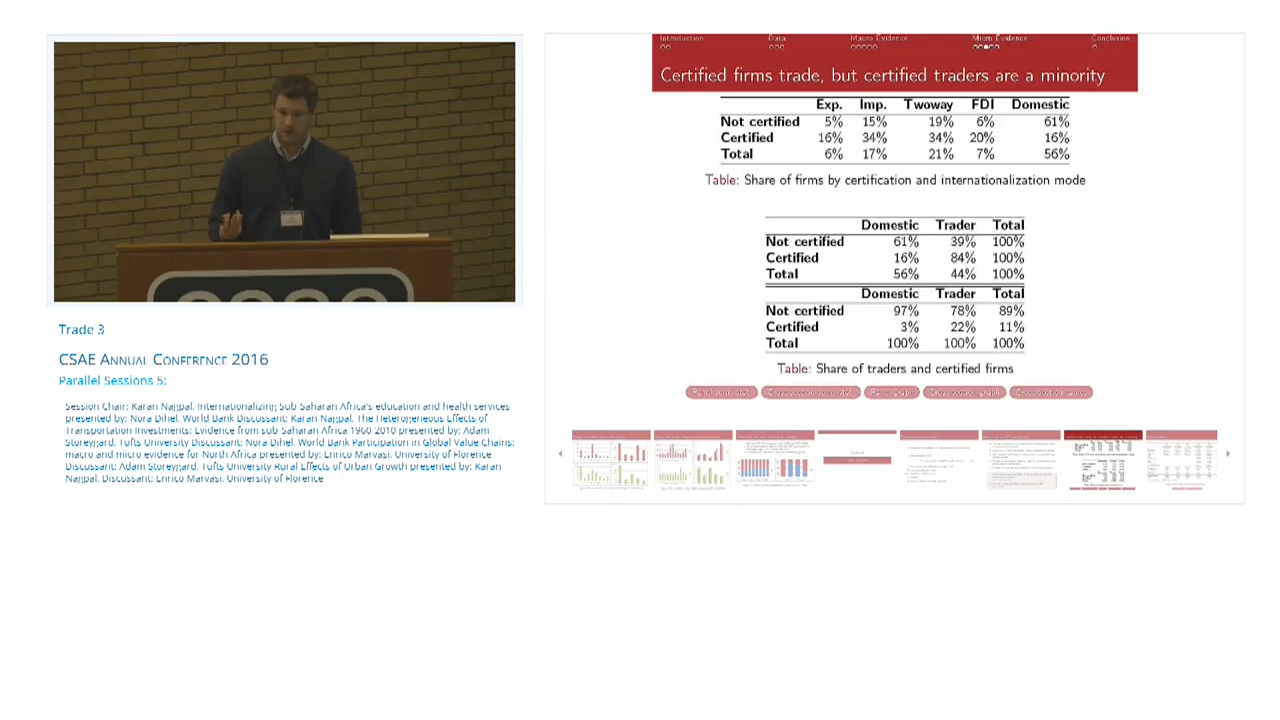 Trade 3
CSAE Annual Conference 2016
Parallel Sessions 5:
Session Chair: Karan Nagpal, Internationalizing Sub Saharan Africa's education and health services
presented by: Nora Dihel, World Bank Discussant: Karan Nagpal, The Heterogeneous Effects of
Transportation Investments: Evidence from sub Saharan Africa 1960 2010 presented by: Adam
Storeygard, Tufts University Discussant: Nora Dihel, World Bank Participation in Global Value Chains:
macro and micro evidence for North Africa presented by: Enrico Marvasi, University of Florence
Discussant: Adam Storeygard, Tufts University Rural Effects of Urban Growth presented by: Karan
Nagpal, Discussant: Enrico Marvasi, University of Florence
Introduction Data Macro Evidence Micro Evidence Conclusion
Certified firms trade, but certified traders are a minority
Exp. Imp. Twoway FDI Domestic
Not certified 5% 15% 19% 6% 61%
Certified 16% 34% 34% 20% 16%
Total 6% 17% 21% 7% 56%
Table: Share of firms by certification and internationalization mode
Domestic Trader Total
Not certified 61% 39% 100%
Certified 16% 84% 100%
Total 56% 44% 100%
Domestic Trader Total
Not certified 97% 78% 89%
Certified 3% 22% 11%
Total 100% 100% 100%
Table: Share of traders and certified firms